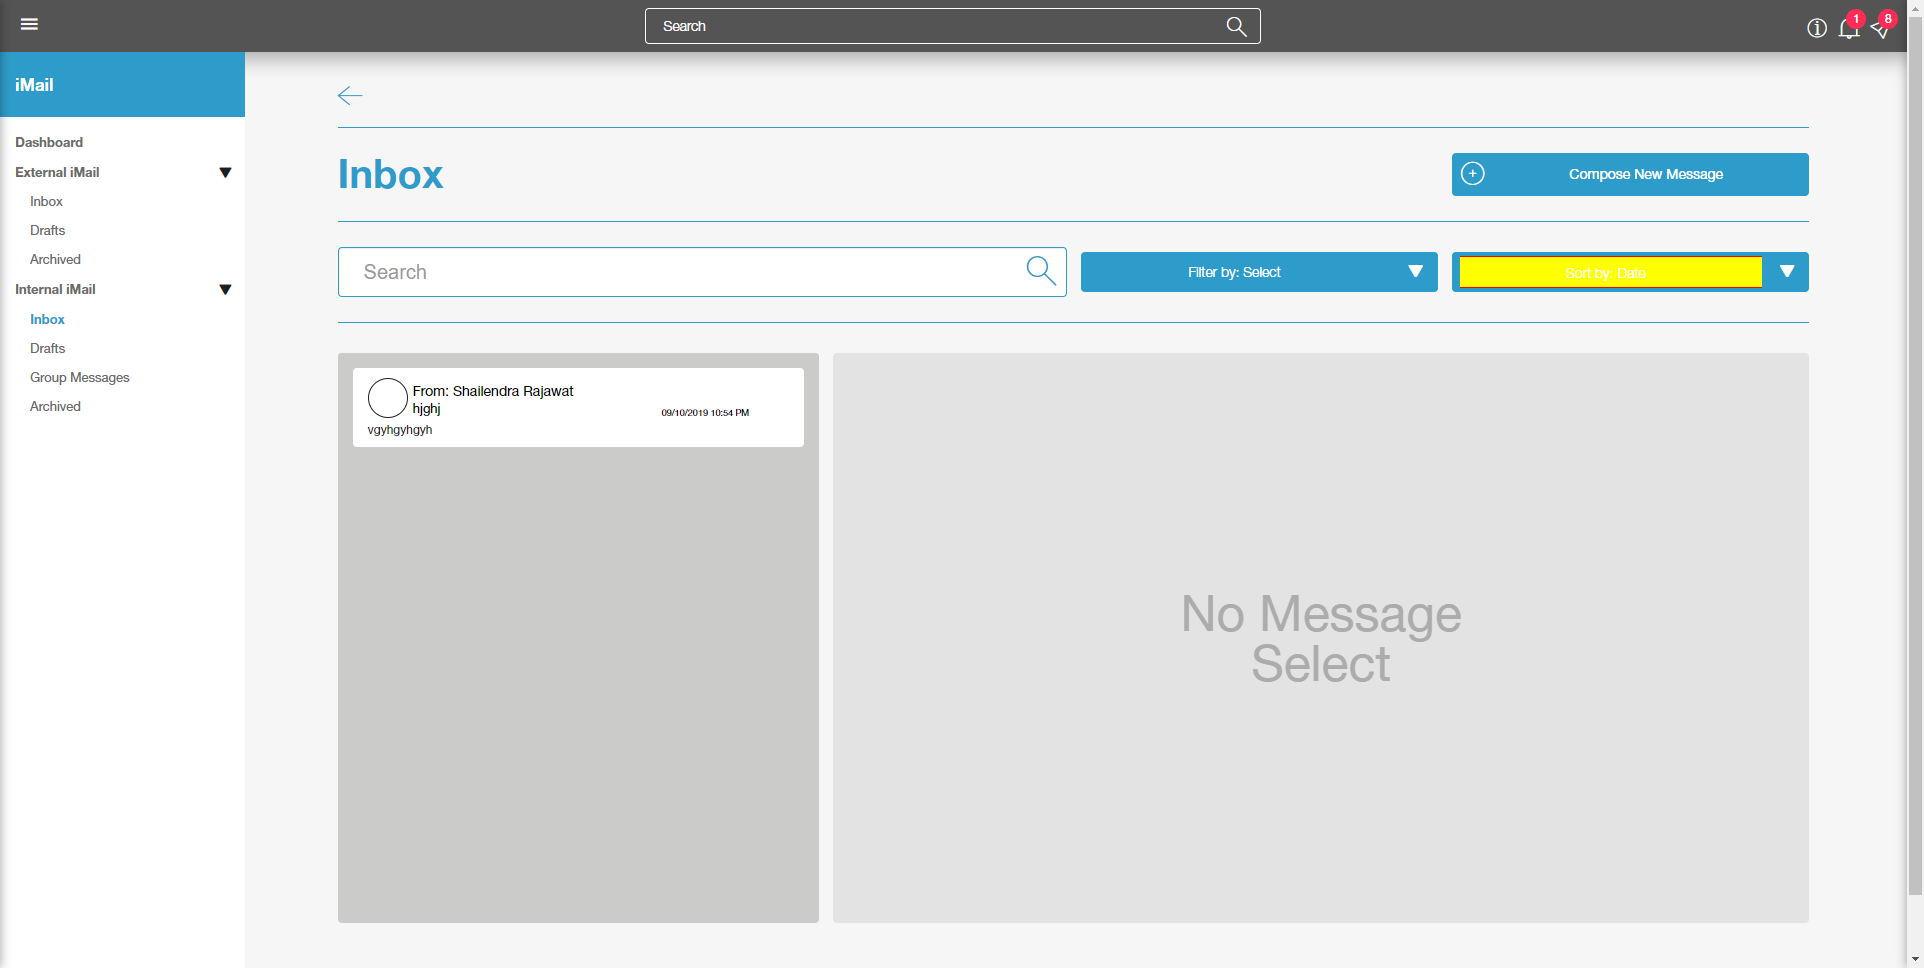 Search
1
8
iMail
Dashboard
External iMail
Inbox
Drafts
Archived
Internal iMail
Inbox
Drafts
Group Messages
Archived
Inbox
Compose New Message
Search
Filter by: Select
Sort by: Date
From: Shailendra Rajawat
hjghj
09/10/2019 10:54 PM
vgyhgyhgyh
No Message
Select